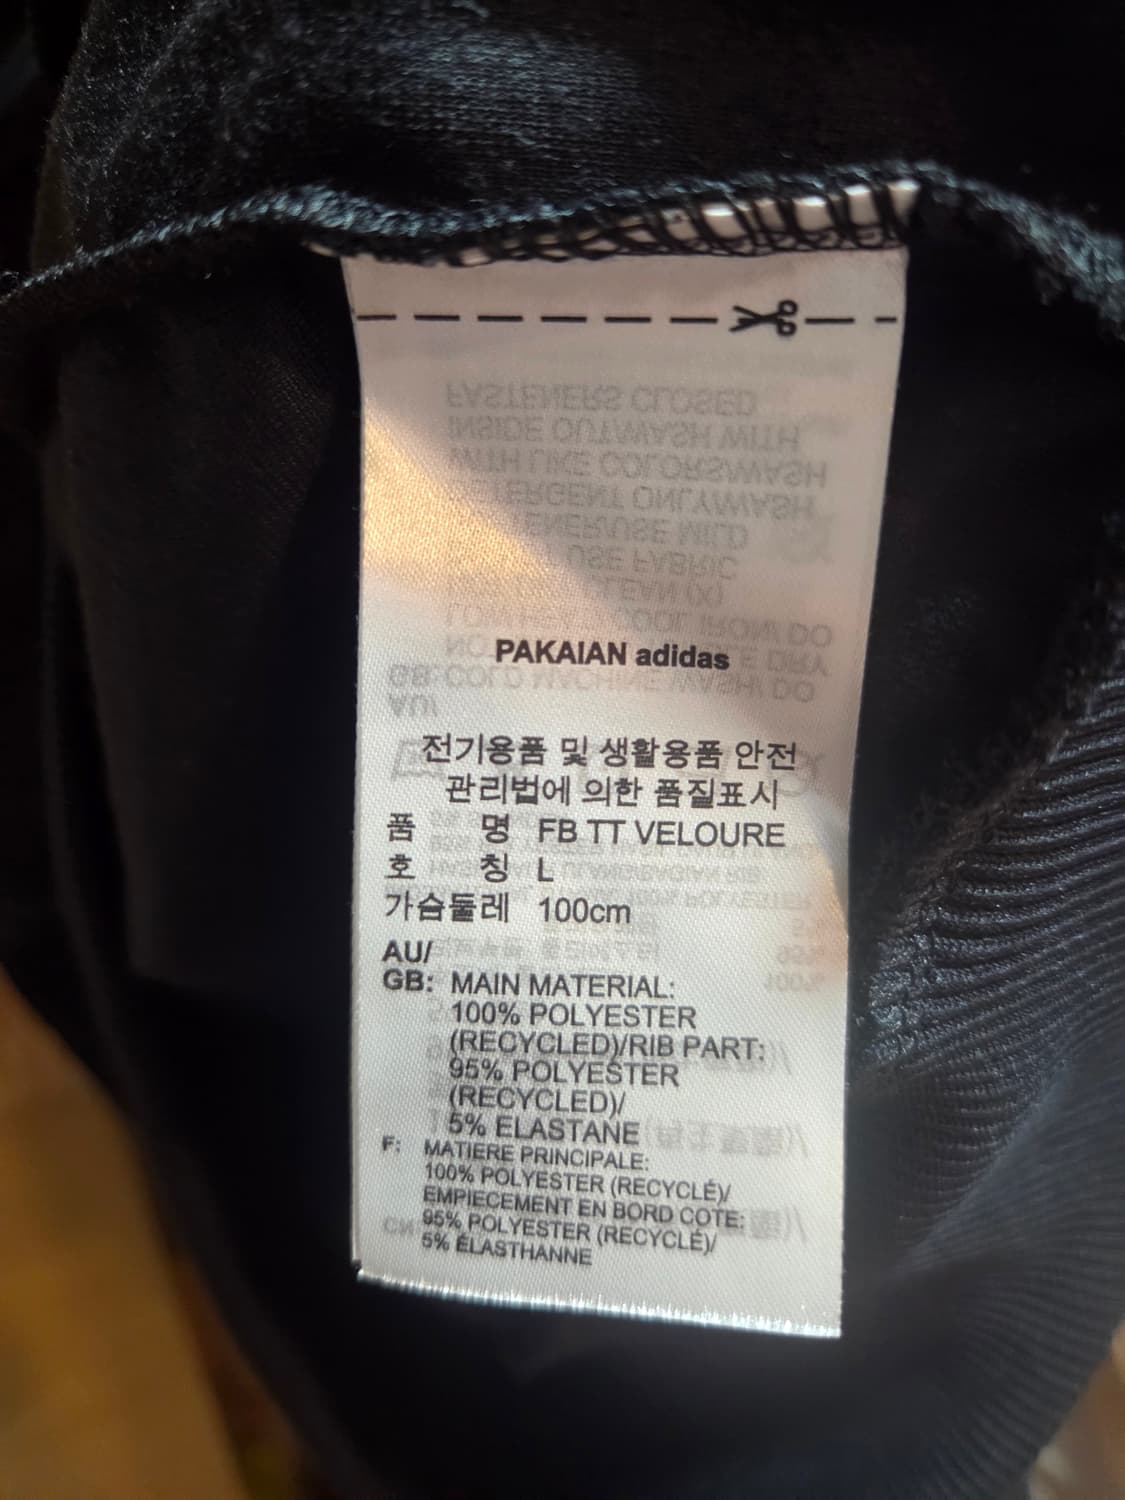 PAKAIAN adidas
전기용품 및 생활용품 안전
관리법에 의한 품질표시
품 명 FB TT VELOURE
호 칭 L
가슴둘레 100cm
AU/
GB: MAIN MATERIAL:
100% POLYESTER
(RECYCLED)/RIB PART:
95% POLYESTER
(RECYCLED)/
5% ELASTANE
F: MATIERE PRINCIPALE:
100% POLYESTER (RECYCLÉ)/
EMPIECEMENT EN BORD COTE:
95% POLYESTER (RECYCLÉ)/
5% ÉLASTHANNE